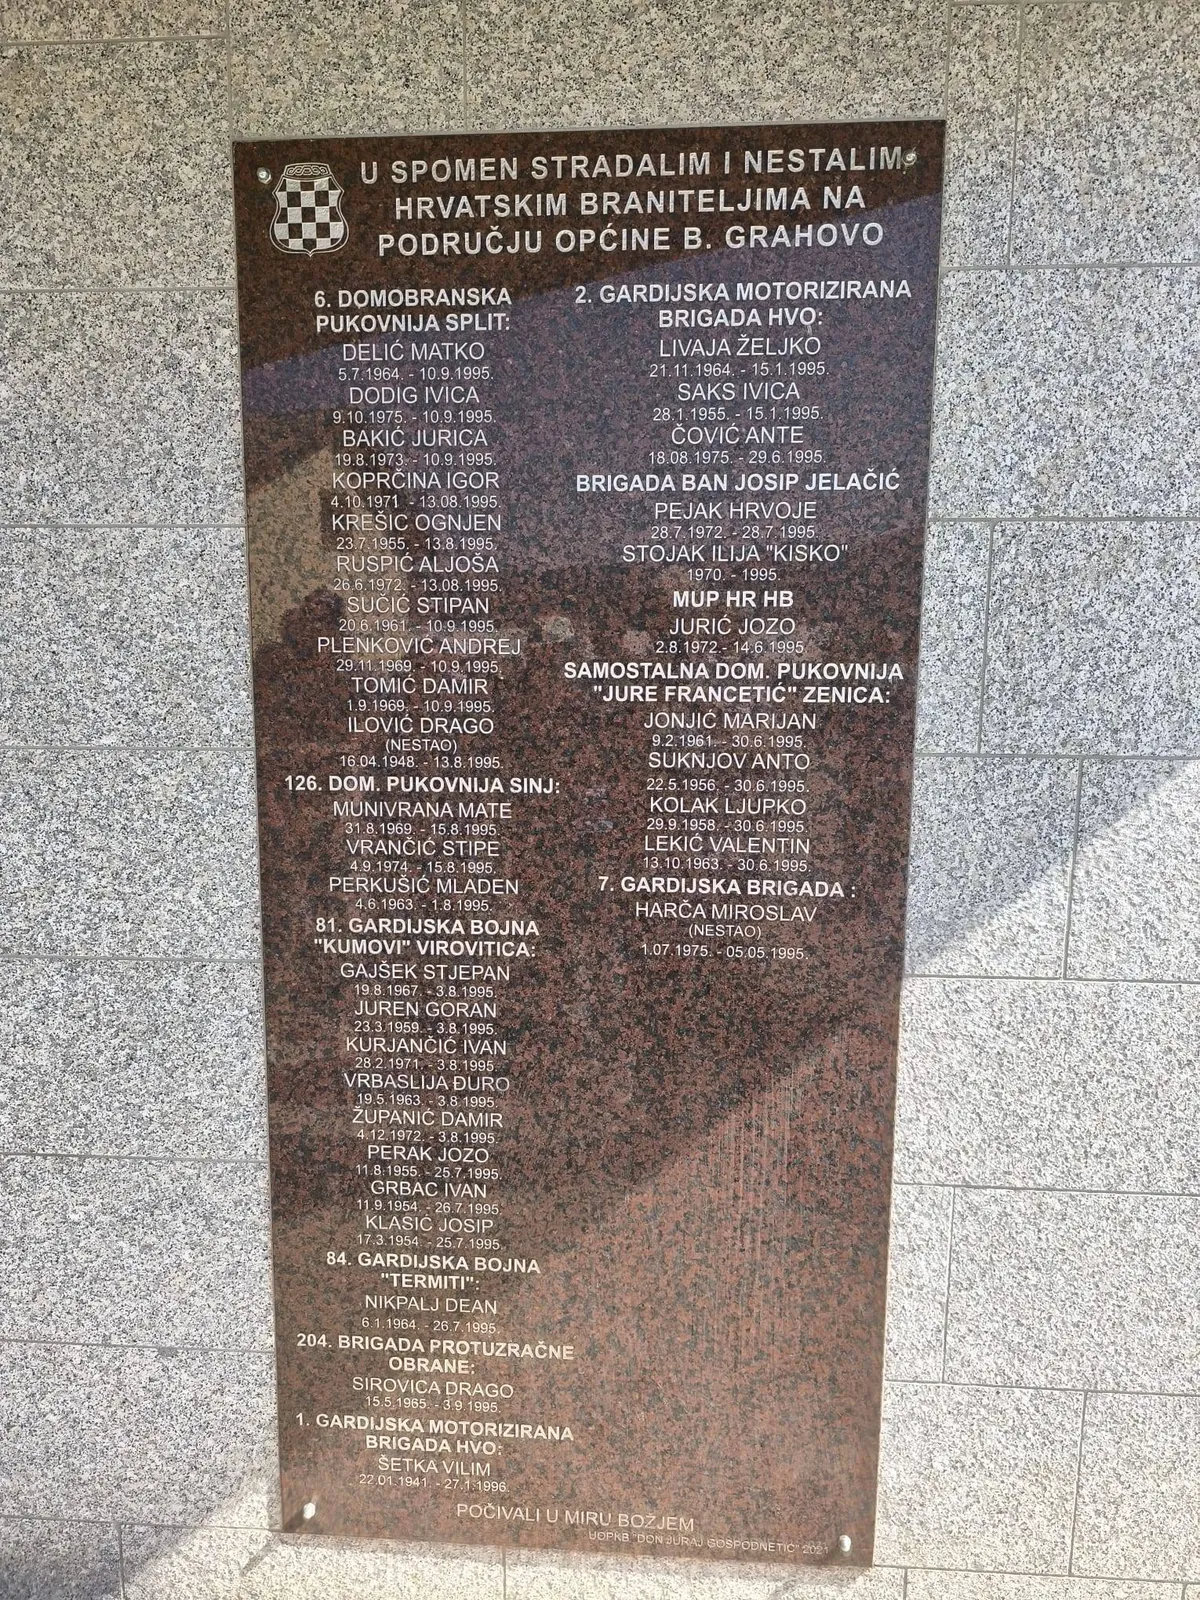 U SPOMEN STRADALIM I NESTALIM
HRVATSKIM BRANITELJIMA NA
PODRUČJU OPĆINE B. GRAHOVO
6. DOMOBRANSKA
PUKOVNIJA SPLIT:
DELIĆ MATKO
5.7.1964. - 10.9.1995.
DODIG IVICA
9.10.1975. - 10.9.1995.
BAKIĆ JURICA
19.8.1973. - 10.9.1995.
KOPRČINA IGOR
4.10.1971 - 13.08.1995.
KREŠIĆ OGNJEN
23.7.1955. - 13.8.1995.
RUSPIĆ ALJOŠA
26.6.1972. - 13.08.1995.
SUČIĆ STIPAN
20.6.1961. - 10.9.1995.
PLENKOVIĆ ANDREJ
29.11.1969. - 10.9.1995.
TOMIĆ DAMIR
1.9.1969. - 10.9.1995.
ILOVIĆ DRAGO
(NESTAO)
16.04.1948. - 13.8.1995.
126. DOM. PUKOVNIJA SINJ:
MUNIVRANA MATE
31.8.1969. - 15.8.1995.
VRANČIĆ STIPE
4.9.1974. - 15.8.1995.
PERKUŠIĆ MLADEN
4.6.1963. - 1.8.1995.
81. GARDIJSKA BOJNA
"KUMOVI" VIROVITICA:
GAJŠEK STJEPAN
19.8.1967. - 3.8.1995.
JUREN GORAN
23.3.1959. - 3.8.1995.
KURJANČIĆ IVAN
28.2.1971. - 3.8.1995.
VRBASLIJA ĐURO
19.5.1963. - 3.8.1995.
ŽUPANIĆ DAMIR
4.12.1972. - 3.8.1995.
PERAK JOZO
11.8.1955. - 25.7.1995.
GRBAC IVAN
11.9.1954. - 26.7.1995.
KLASIĆ JOSIP
17.3.1954. - 25.7.1995.
84. GARDIJSKA BOJNA
"TERMITI":
NIKPALJ DEAN
6.1.1964. - 26.7.1995.
204. BRIGADA PROTUZRAČNE
OBRANE:
SIROVICA DRAGO
15.5.1965. - 3.9.1995.
1. GARDIJSKA MOTORIZIRANA
BRIGADA HVO:
ŠETKA VILIM
22.01.1941. - 27.1.1996.
2. GARDIJSKA MOTORIZIRANA
BRIGADA HVO:
LIVAJA ŽELJKO
21.11.1964. - 15.1.1995.
SAKS IVICA
28.1.1955. - 15.1.1995.
ČOVIĆ ANTE
18.08.1975. - 29.6.1995.
BRIGADA BAN JOSIP JELAČIĆ
PEJAK HRVOJE
28.7.1972. - 28.7.1995.
STOJAK ILIJA "KISKO"
1970. - 1995.
MUP HR HB
JURIĆ JOZO
2.8.1972. - 14.6.1995
SAMOSTALNA DOM. PUKOVNIJA
"JURE FRANCETIĆ" ZENICA:
JONJIĆ MARIJAN
9.2.1961. - 30.6.1995.
SUKNJOV ANTO
22.5.1956. - 30.6.1995.
KOLAK LJUPKO
29.9.1958. - 30.6.1995.
LEKIĆ VALENTIN
13.10.1963. - 30.6.1995.
7. GARDIJSKA BRIGADA :
HARČA MIROSLAV
(NESTAO)
1.07.1975. - 05.05.1995.
POČIVALI U MIRU BOŽJEM
UOPKB "DON JURAJ GOSPODNETIĆ" 2021